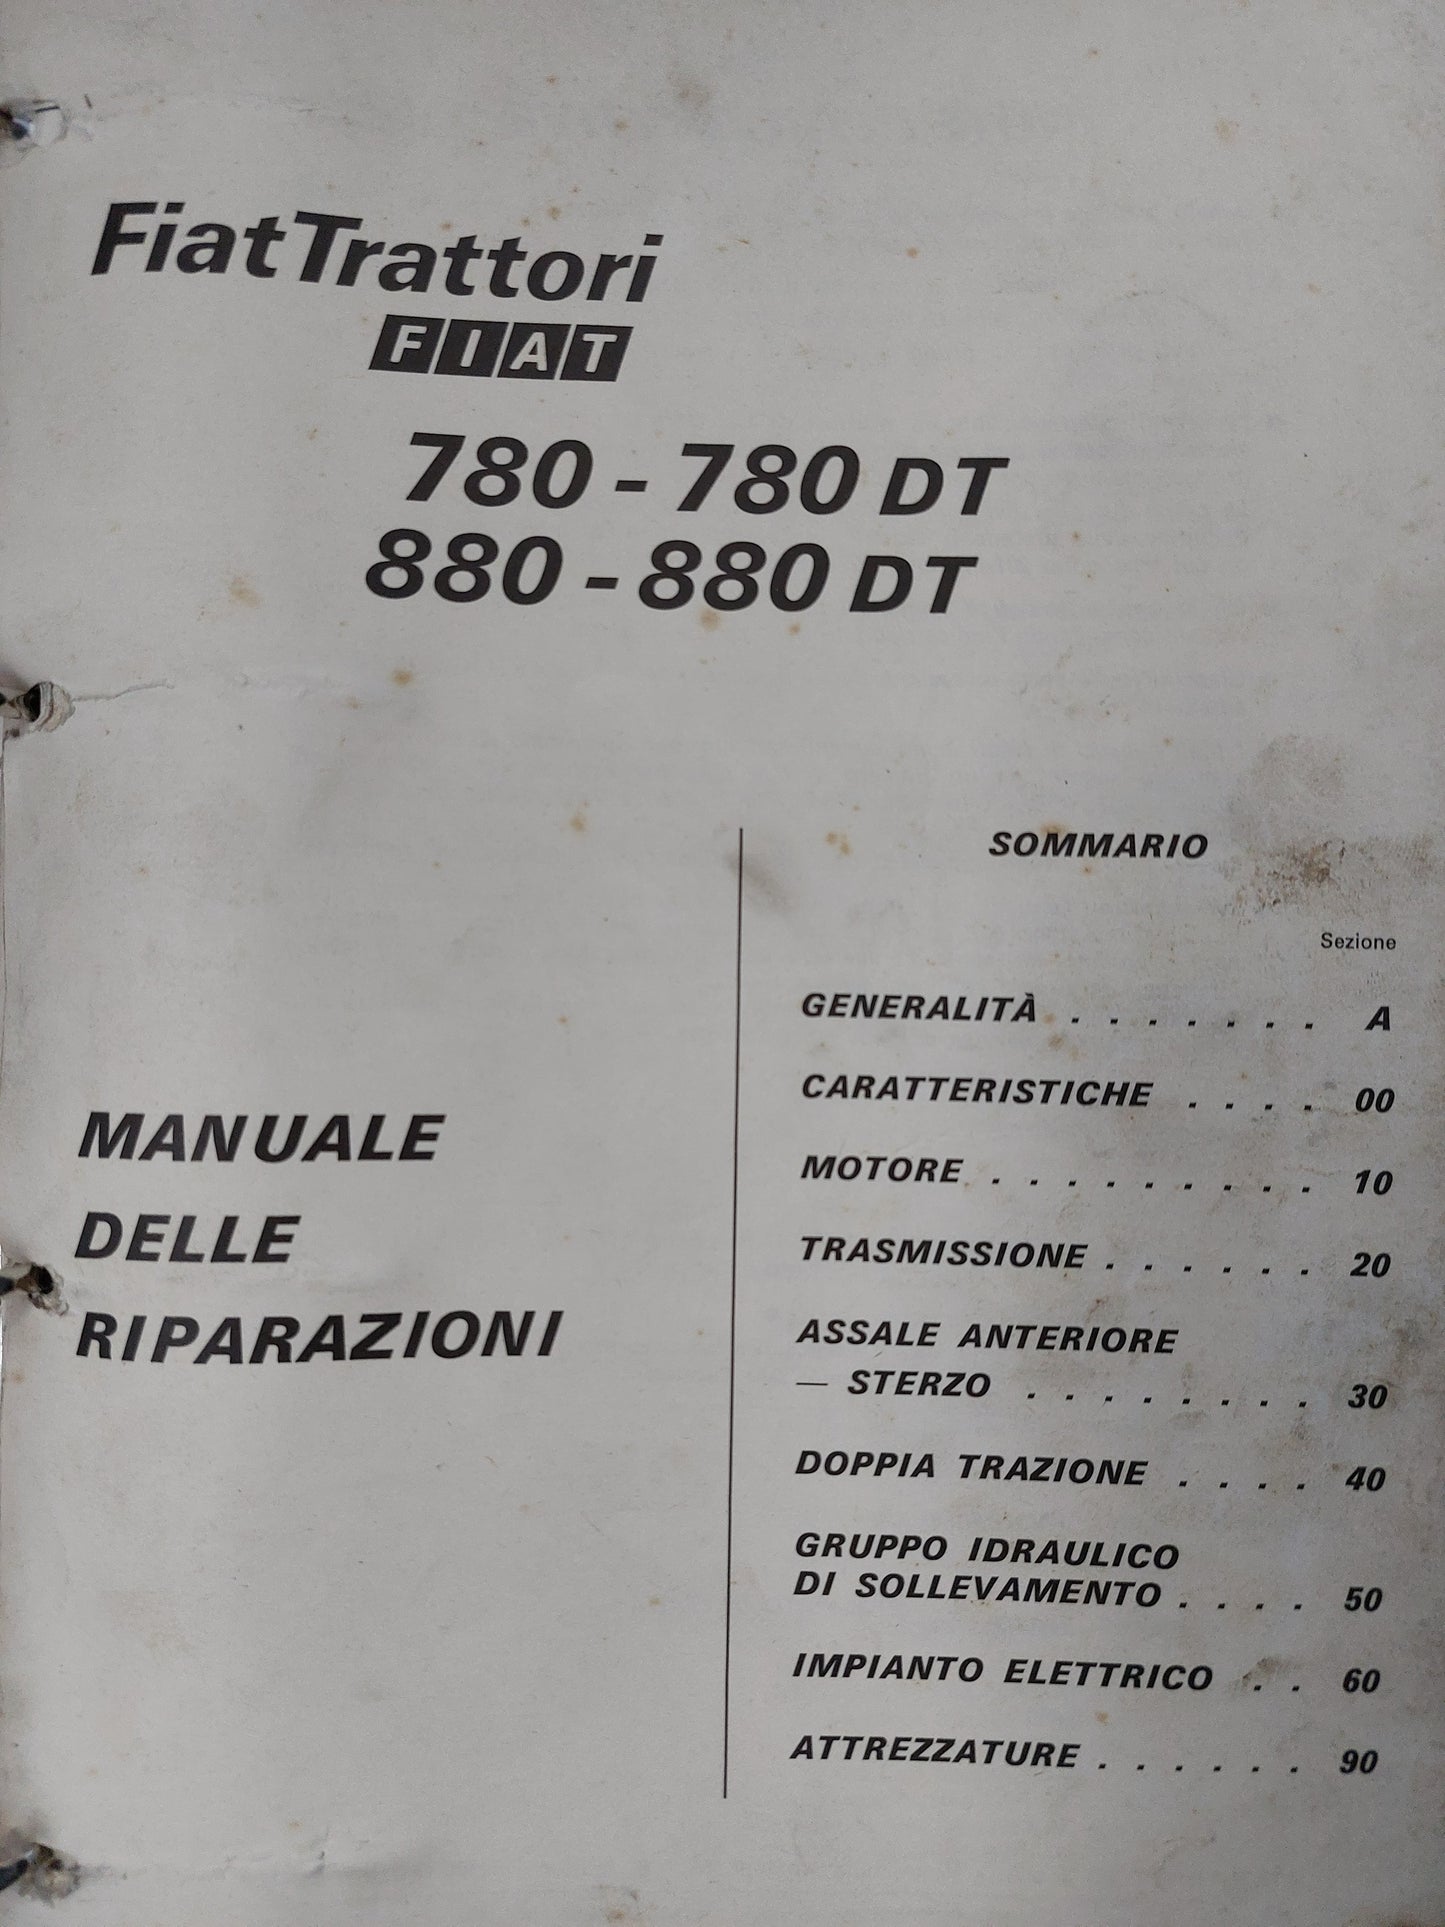 FiatTrattori
FIAT
780 - 780 DT
880 - 880 DT
MANUALE
DELLE
RIPARAZIONI
SOMMARIO
Sezione
GENERALITÀ . . . . . . . A
CARATTERISTICHE . . . . 00
MOTORE . . . . . . . . . 10
TRASMISSIONE . . . . . . 20
ASSALE ANTERIORE
— STERZO . . . . . . . . 30
DOPPIA TRAZIONE . . . . 40
GRUPPO IDRAULICO
DI SOLLEVAMENTO . . . . 50
IMPIANTO ELETTRICO . . 60
ATTREZZATURE . . . . . . 90